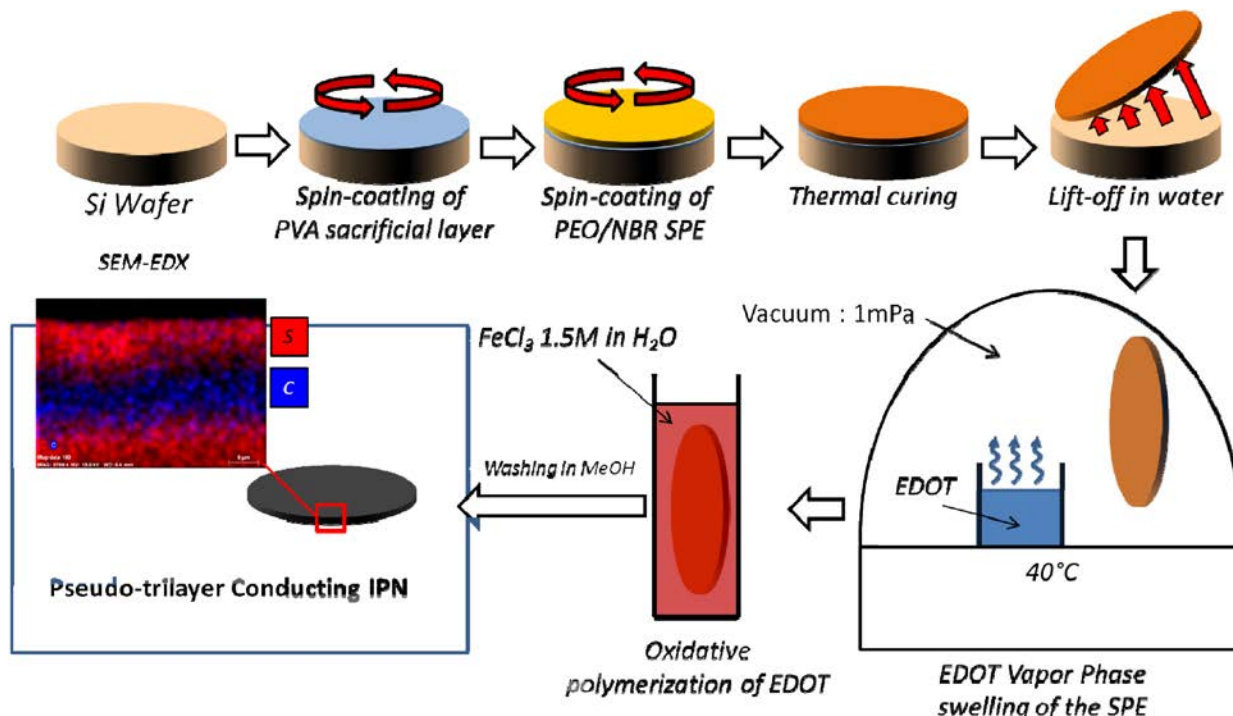 Si Wafer
Spin-coating of
PVA sacrificial layer
Spin-coating of
PEO/NBR SPE
Thermal curing
Lift-off in water
SEM-EDX
S
C
Pseudo-trilayer Conducting IPN
Washing in MeOH
FeCl₃ 1.5M in H₂O
Oxidative
polymerization of EDOT
Vacuum : 1mPa
EDOT
40°C
EDOT Vapor Phase
swelling of the SPE